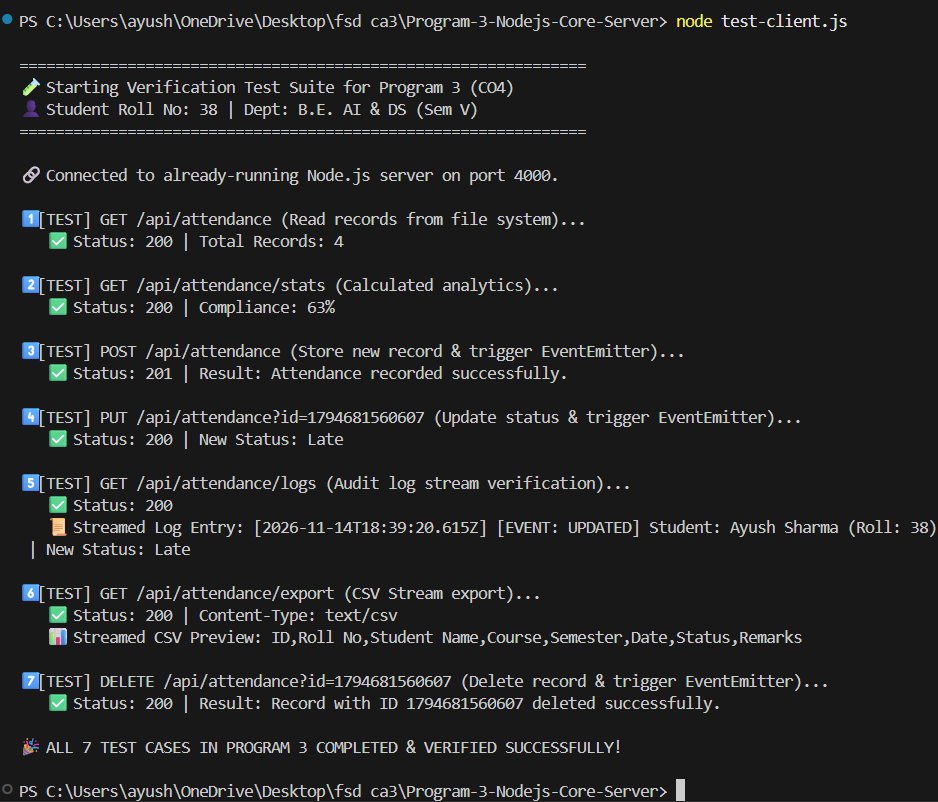 PS C:\Users\ayush\OneDrive\Desktop\fsd ca3\Program-3-Nodejs-Core-Server> node test-client.js
===============================================================
🧪 Starting Verification Test Suite for Program 3 (CO4)
👤 Student Roll No: 38 | Dept: B.E. AI & DS (Sem V)
===============================================================
🔗 Connected to already-running Node.js server on port 4000.
1️⃣[TEST] GET /api/attendance (Read records from file system)...
✅ Status: 200 | Total Records: 4
2️⃣[TEST] GET /api/attendance/stats (Calculated analytics)...
✅ Status: 200 | Compliance: 63%
3️⃣[TEST] POST /api/attendance (Store new record & trigger EventEmitter)...
✅ Status: 201 | Result: Attendance recorded successfully.
4️⃣[TEST] PUT /api/attendance?id=1794681560607 (Update status & trigger EventEmitter)...
✅ Status: 200 | New Status: Late
5️⃣[TEST] GET /api/attendance/logs (Audit log stream verification)...
✅ Status: 200
📜 Streamed Log Entry: [2026-11-14T18:39:20.615Z] [EVENT: UPDATED] Student: Ayush Sharma (Roll: 38)
| New Status: Late
6️⃣[TEST] GET /api/attendance/export (CSV Stream export)...
✅ Status: 200 | Content-Type: text/csv
📊 Streamed CSV Preview: ID,Roll No,Student Name,Course,Semester,Date,Status,Remarks
7️⃣[TEST] DELETE /api/attendance?id=1794681560607 (Delete record & trigger EventEmitter)...
✅ Status: 200 | Result: Record with ID 1794681560607 deleted successfully.
🎉 ALL 7 TEST CASES IN PROGRAM 3 COMPLETED & VERIFIED SUCCESSFULLY!
PS C:\Users\ayush\OneDrive\Desktop\fsd ca3\Program-3-Nodejs-Core-Server>